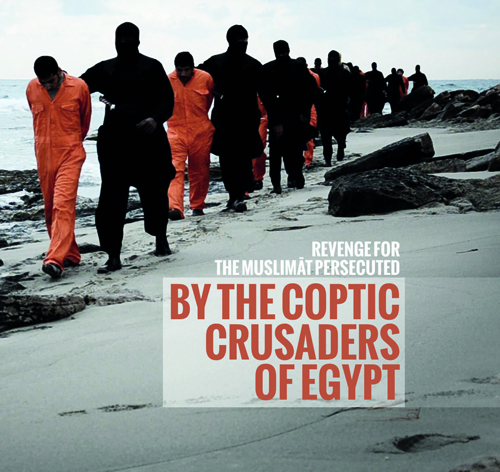 REVENGE FOR
THE MUSLIMĀT PERSECUTED
BY THE COPTIC
CRUSADERS
OF EGYPT